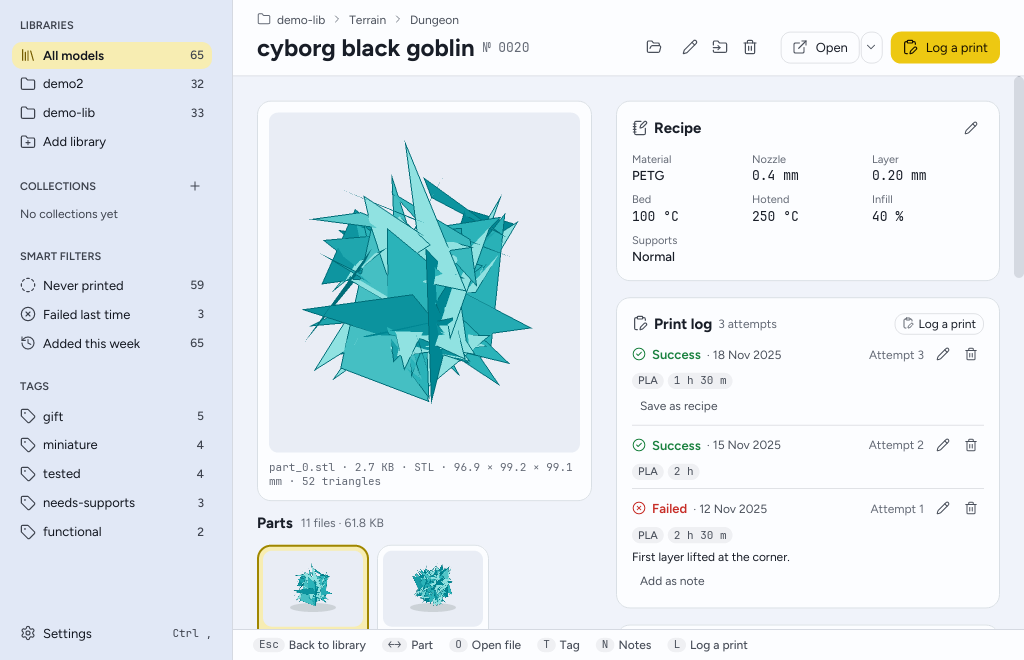 LIBRARIES
All models 65
demo2 32
demo-lib 33
Add library
COLLECTIONS
No collections yet
SMART FILTERS
Never printed 59
Failed last time 3
Added this week 65
TAGS
gift 5
miniature 4
tested 4
needs-supports 3
functional 2
Settings Ctrl ,
demo-lib > Terrain > Dungeon
cyborg black goblin № 0020
Open
Log a print
part_0.stl · 2.7 KB · STL · 96.9 × 99.2 × 99.1
mm · 52 triangles
Parts 11 files · 61.8 KB
Recipe
Material Nozzle Layer
PETG 0.4 mm 0.20 mm
Bed Hotend Infill
100 °C 250 °C 40 %
Supports
Normal
Print log 3 attempts Log a print
Success · 18 Nov 2025 Attempt 3
PLA 1 h 30 m
Save as recipe
Success · 15 Nov 2025 Attempt 2
PLA 2 h
Failed · 12 Nov 2025 Attempt 1
PLA 2 h 30 m
First layer lifted at the corner.
Add as note
Esc Back to library ↔ Part O Open file T Tag N Notes L Log a print